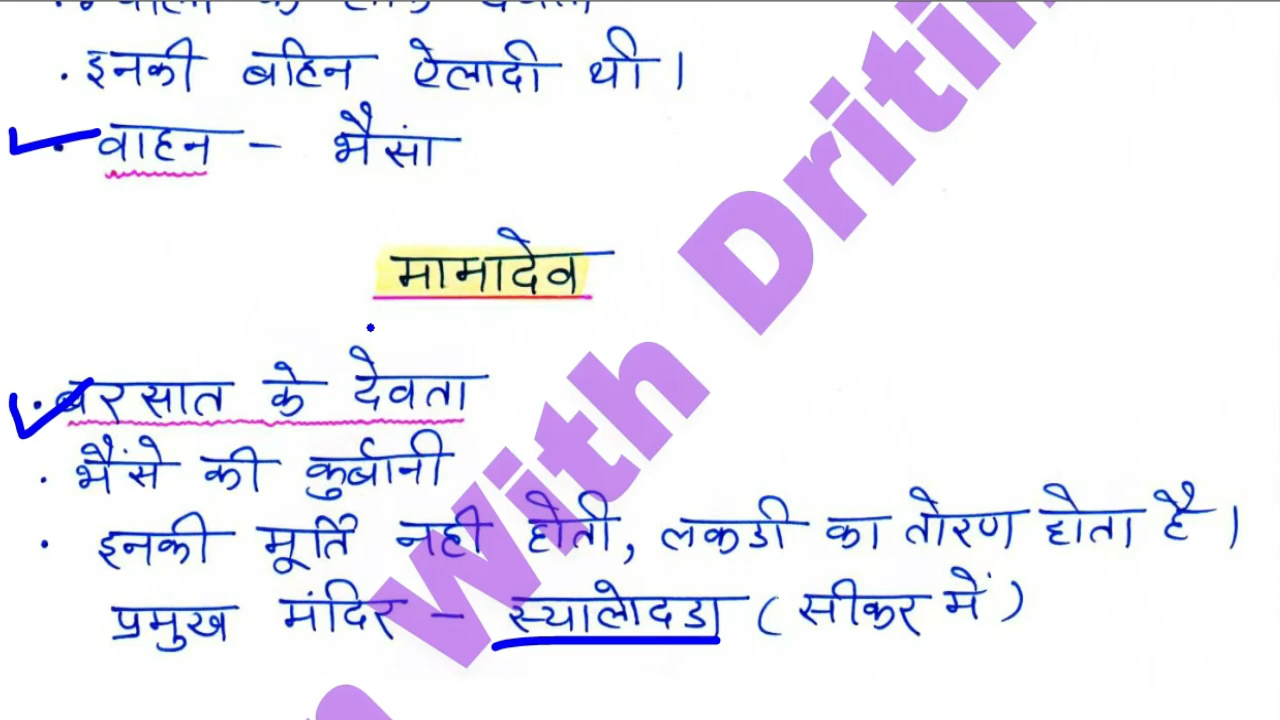 इनकी बहिन ऐलादी थी।
वाहन - भैसां
मामादेव
बरसात के देवता
भैंसे की कुर्बानी
इनकी मूर्ति नही होती, लकडी का तोरण होता है।
प्रमुख मंदिर - स्यालोदडा (सीकर में)
With Driti